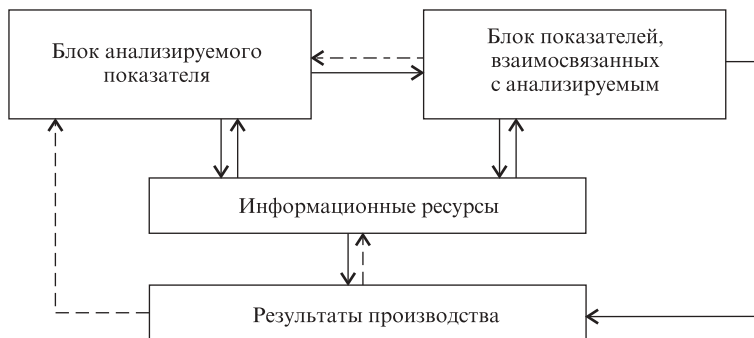 Блок анализируемого
показателя
Блок показателей,
взаимосвязанных
с анализируемым
Информационные ресурсы
Результаты производства